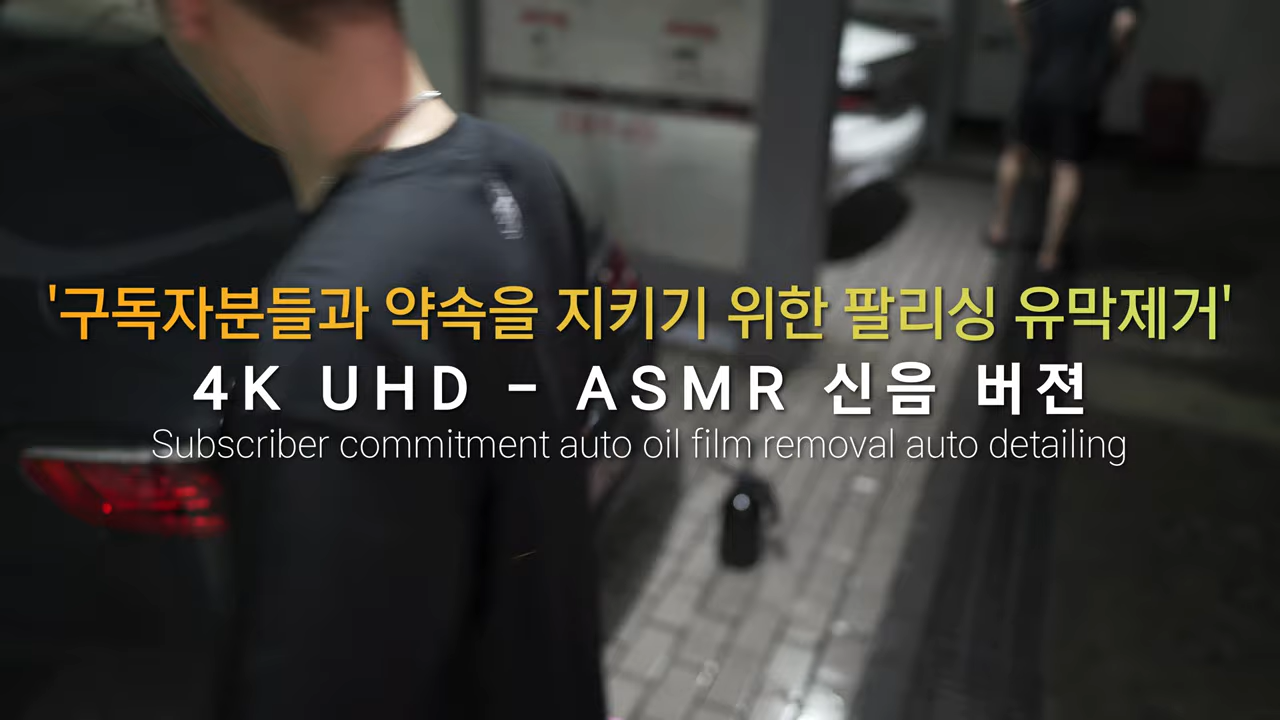 '구독자분들과 약속을 지키기 위한 팔리싱 유막제거'
4K UHD - ASMR 신음 버젼
Subscriber commitment auto oil film removal auto detailing